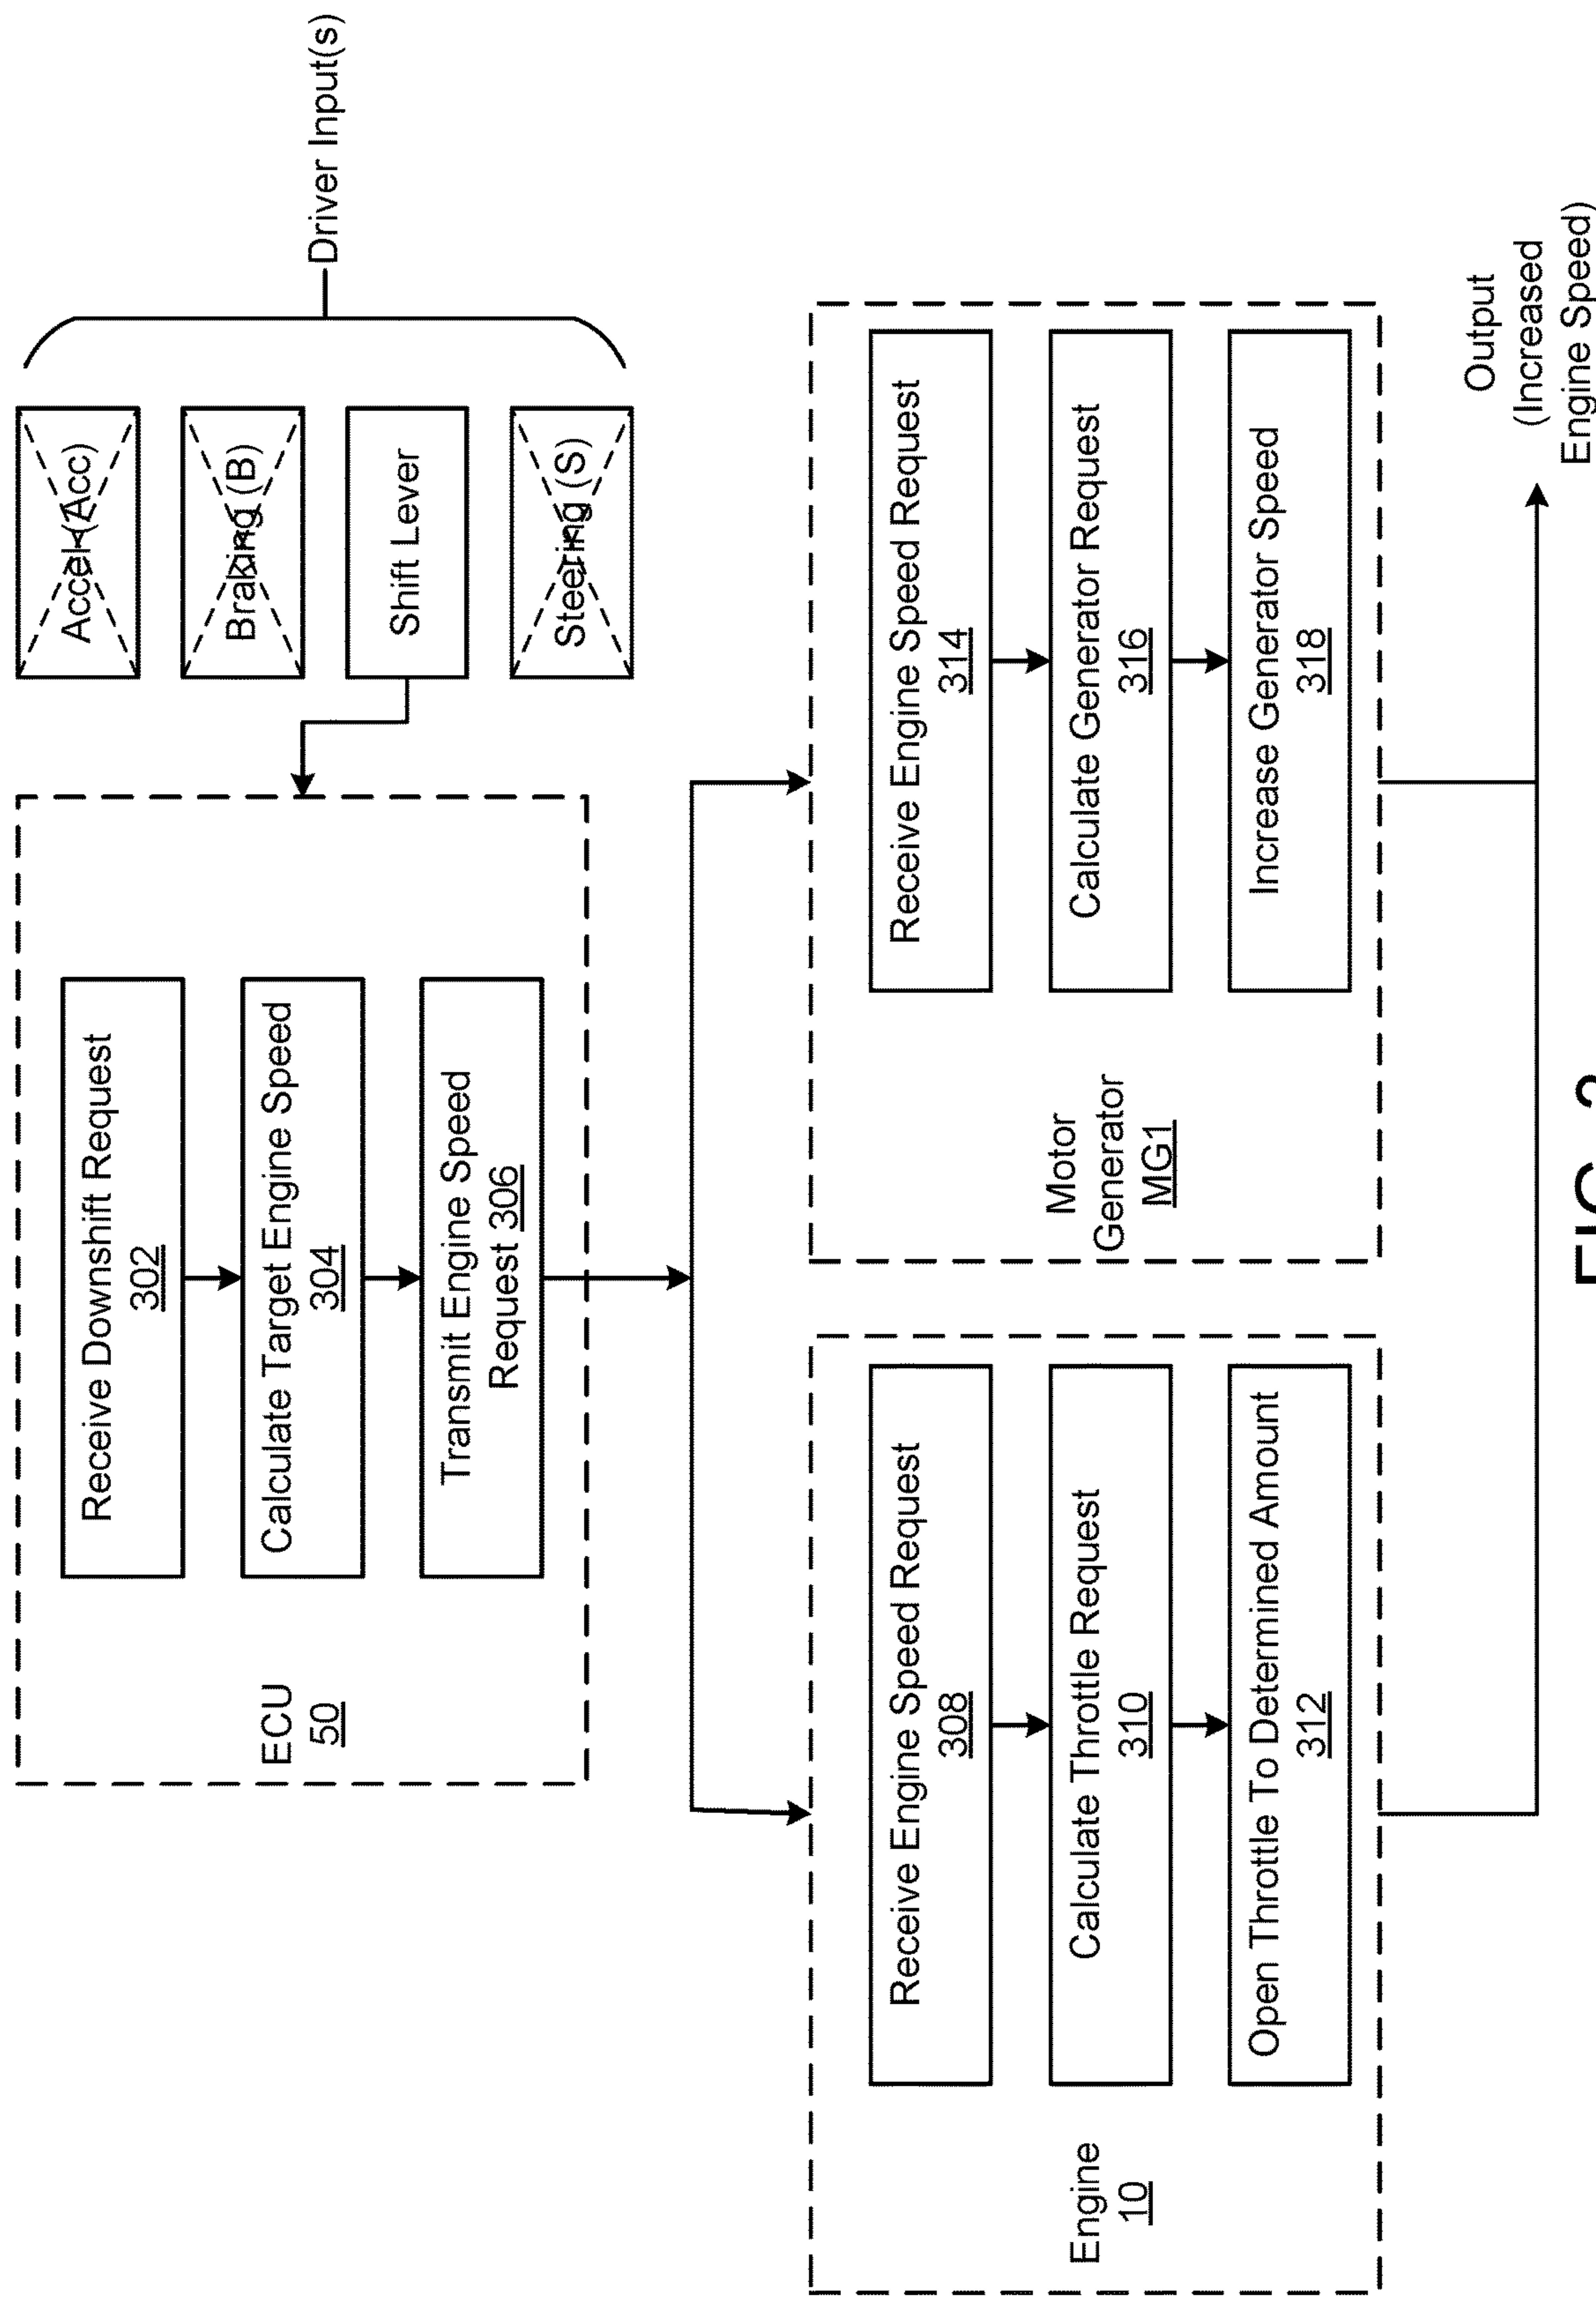 Accel (Acc)
Braking (B)
Shift Lever
Steering (S)
Driver Input(s)
ECU
50
Receive Downshift Request
302
Calculate Target Engine Speed
304
Transmit Engine Speed
Request 306
Engine
10
Receive Engine Speed Request
308
Calculate Throttle Request
310
Open Throttle To Determined Amount
312
Motor
Generator
MG1
Receive Engine Speed Request
314
Calculate Generator Request
316
Increase Generator Speed
318
Output
(Increased
Engine Speed)
FIG.